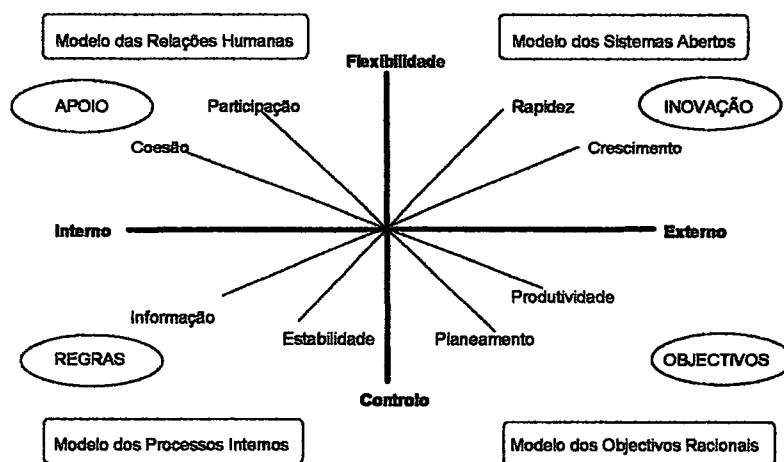 Modelo das Relações Humanas
Modelo dos Sistemas Abertos
Flexibilidade
APOIO
Participação
Rapidez
INOVAÇÃO
Coesão
Crescimento
Interno
Externo
Informação
Estabilidade
Planeamento
Produtividade
REGRAS
OBJECTIVOS
Controlo
Modelo dos Processos Internos
Modelo dos Objectivos Racionais